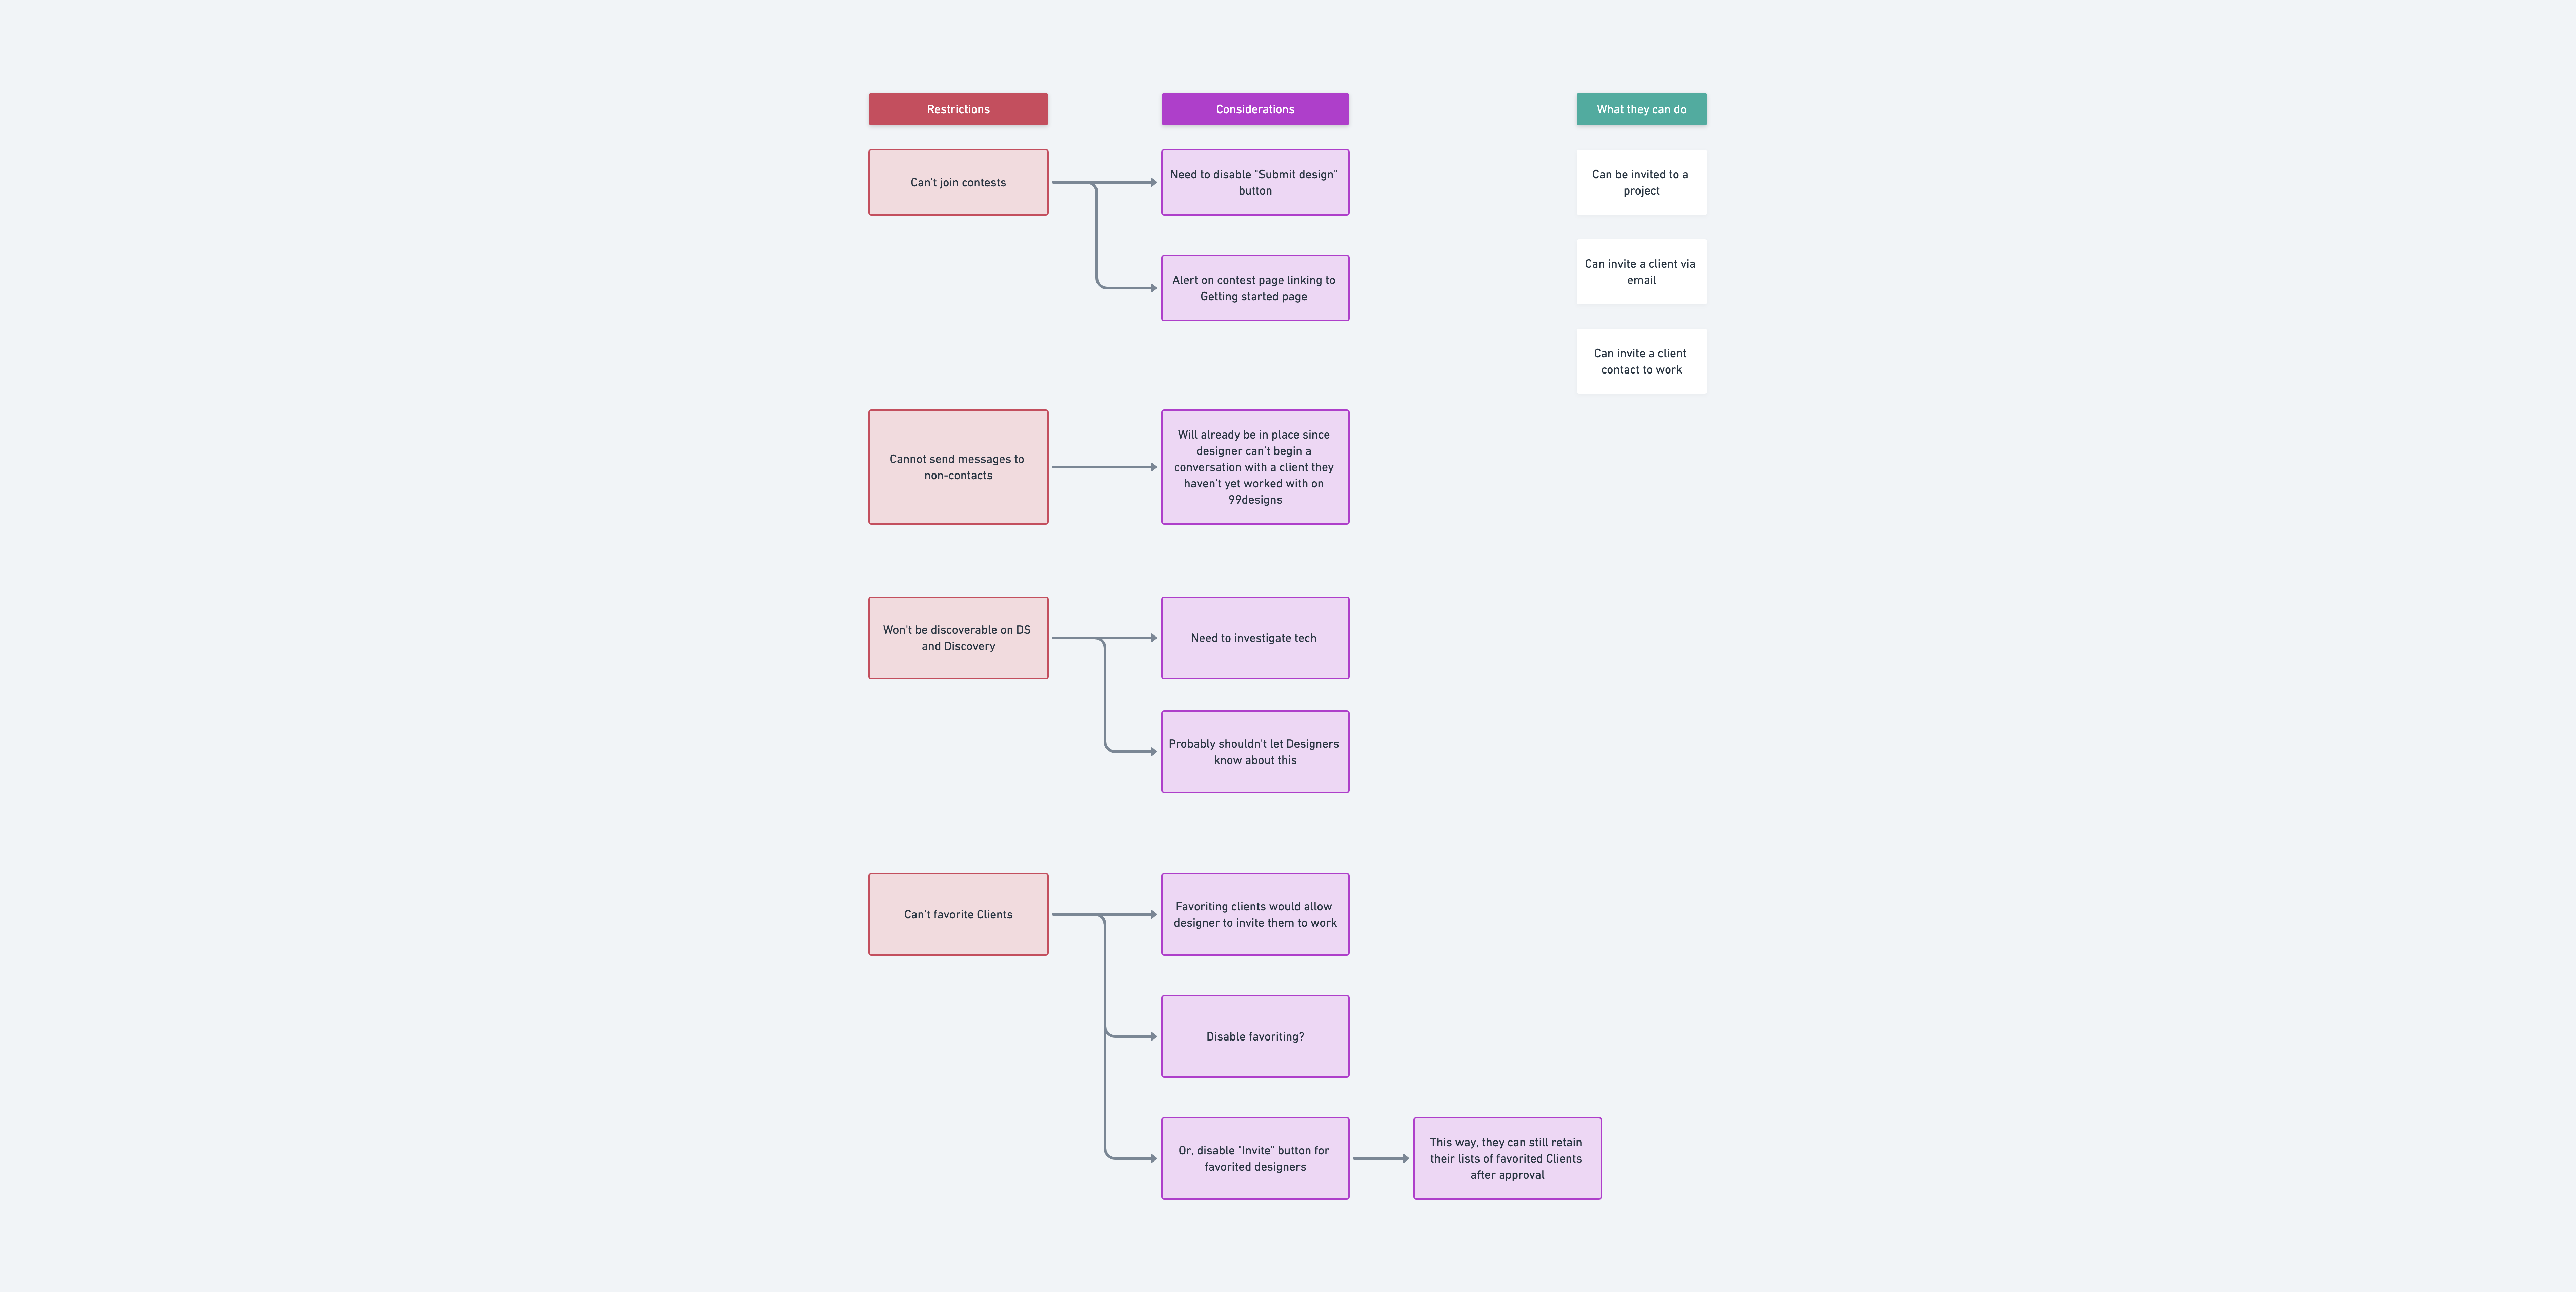 Restrictions
Considerations
What they can do
Can't join contests
Need to disable "Submit design"
button
Can be invited to a
project
Can invite a client via
email
Alert on contest page linking to
Getting started page
Can invite a client
contact to work
Cannot send messages to
non-contacts
Will already be in place since
designer can't begin a
conversation with a client they
haven't yet worked with on
99designs
Won't be discoverable on DS
and Discovery
Need to investigate tech
Probably shouldn't let Designers
know about this
Can't favorite Clients
Favoriting clients would allow
designer to invite them to work
Disable favoriting?
Or, disable "Invite" button for
favorited designers
This way, they can still retain
their lists of favorited Clients
after approval